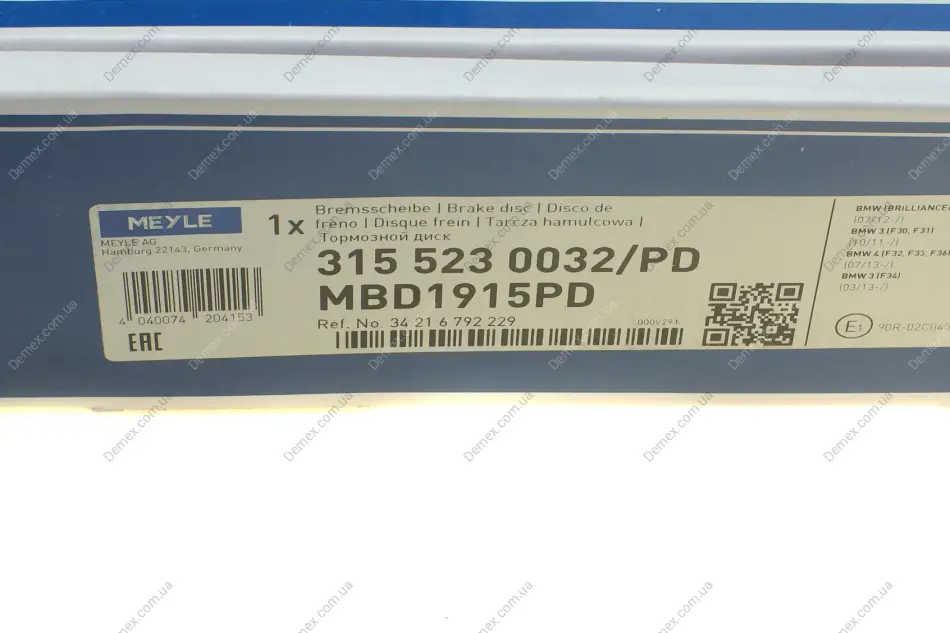 MEYLE
MEYLE AG
Hamburg 22143, Germany
4 040074 204153
EAC
1x
Bremsscheibe | Brake disc | Disco de
freno | Disque frein | Tarcza hamulcowa |
Тормозной диск
315 523 0032/PD
MBD1915PD
Ref. No. 34 21 6 792 229
000V291
BMW (BRILLIANCE
(07/12-/)
BMW 3 (F30, F31)
(10/11-/)
BMW 4 (F32, F33, F36)
(07/13-/)
BMW 3 (F34)
(03/13-/)
E1
90R-02C04
Demex.com.ua